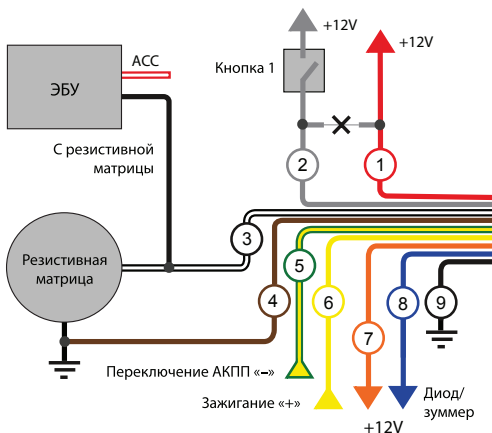 +12V
+12V
ACC
ЭБУ
Кнопка 1
С резистивной
матрицы
2
1
3
Резистивная
матрица
5
4
6
7
8
9
Переключение АКПП «–»
Зажигание «+»
Диод/
зуммер
+12V